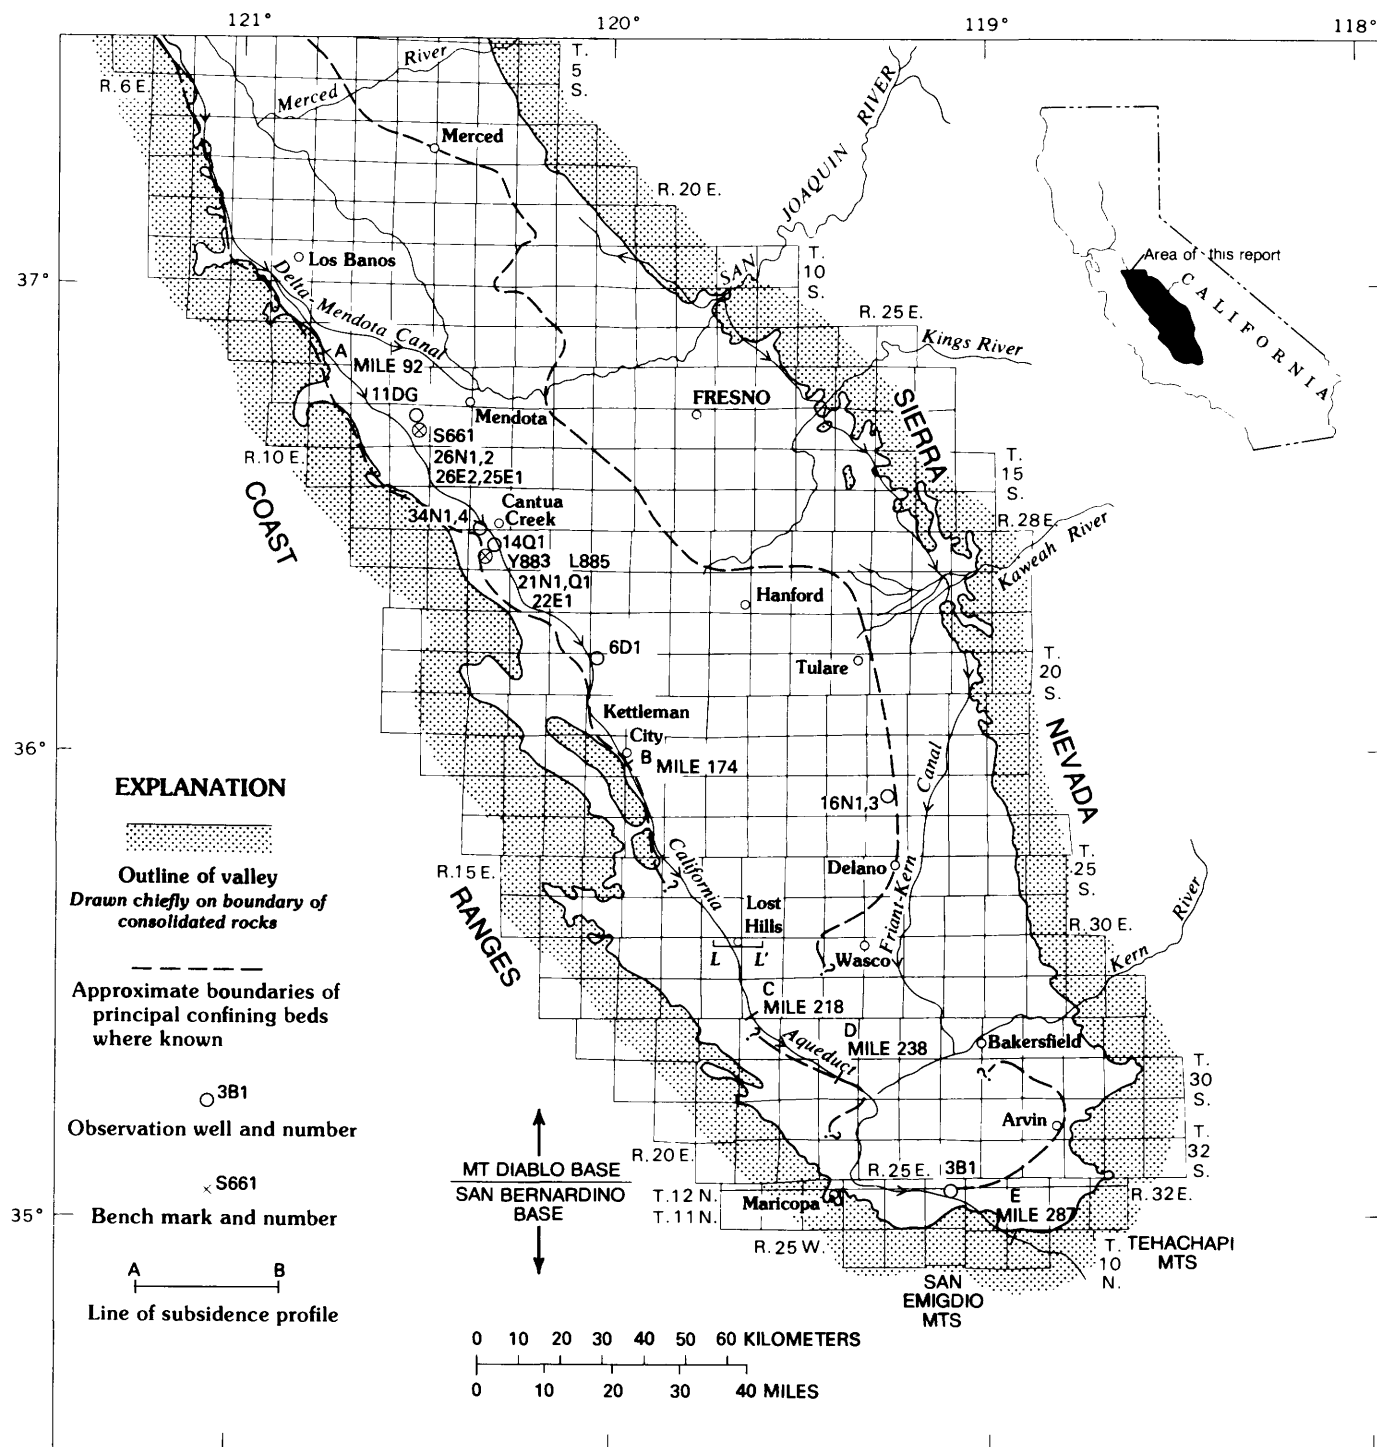 121°
120°
119°
118°
R. 6 E.
Merced River
T. 5 S.
Merced
R. 20 E.
SAN JOAQUIN RIVER
Area of this report
CALIFORNIA
Los Banos
37°
T. 10 S.
Delta-Mendota Canal
R. 25 E.
Kings River
A
MILE 92
11DG
Mendota
FRESNO
SIERRA
S661
26N1,2
26E2,25E1
R.10 E.
T. 15 S.
COAST
34N1,4
Cantua
Creek
14Q1
Y883 L885
21N1,Q1
22E1
R.28 E.
Kaweah River
Hanford
6D1
Tulare
T. 20 S.
Kettleman
City
B
MILE 174
36°
NEVADA
16N1,3
EXPLANATION
Outline of valley
Drawn chiefly on boundary of
consolidated rocks
Approximate boundaries of
principal confining beds
where known
3B1
Observation well and number
S661
Bench mark and number
A B
Line of subsidence profile
R.15 E.
RANGES
California
?
Delano
Friant-Kern
Canal
T. 25 S.
Lost
Hills
L L'
Wasco
?
R. 30 E.
Kern River
C
MILE 218
?
Aqueduct
D
MILE 238
Bakersfield
?
T. 30 S.
Arvin
?
T. 32 S.
MT DIABLO BASE
SAN BERNARDINO
BASE
R. 20 E.
R. 25 E.
3B1
T.12 N.
T.11 N.
Maricopa
E
MILE 287
R. 32 E.
35°
R. 25 W.
T. 10 N.
TEHACHAPI
MTS
SAN
EMIGDIO
MTS
0 10 20 30 40 50 60 KILOMETERS
0 10 20 30 40 MILES